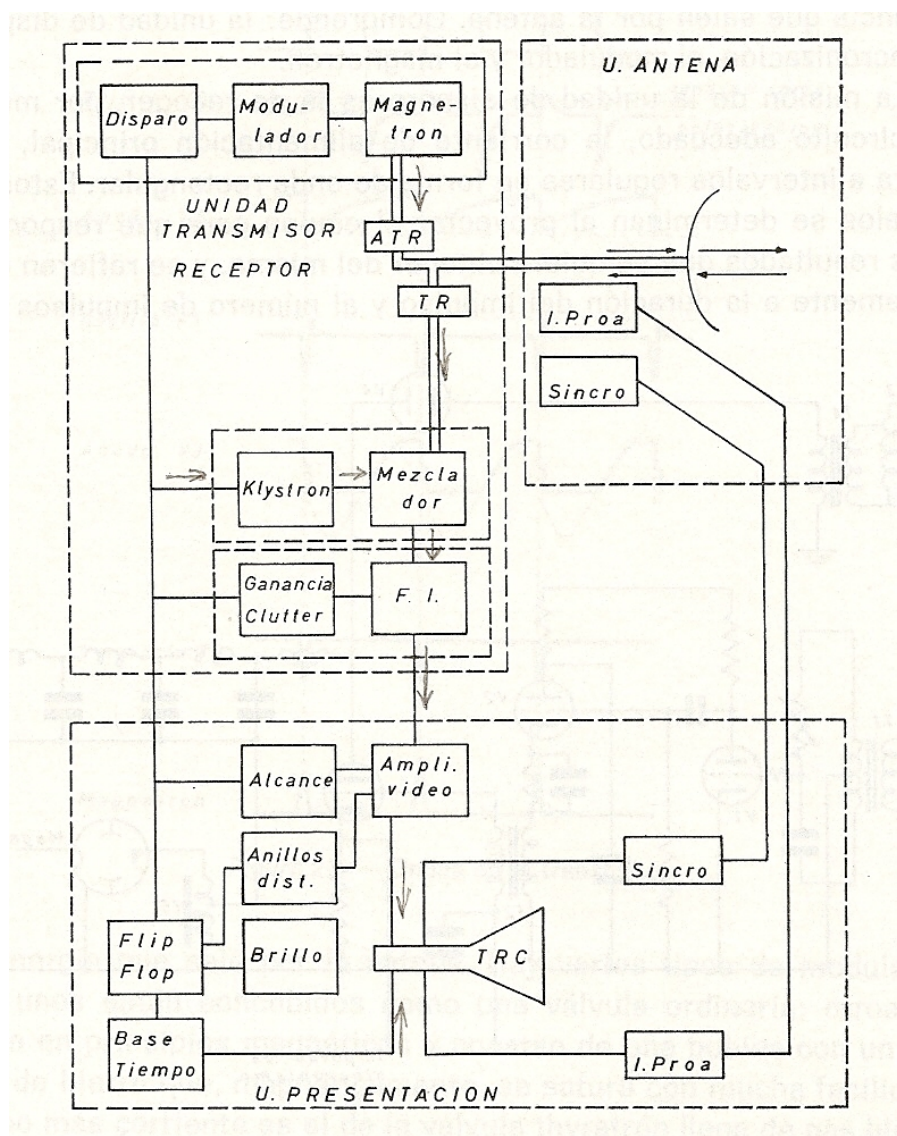 U. ANTENA
Disparo
Modu-
lador
Magne-
tron
UNIDAD
TRANSMISOR
RECEPTOR
ATR
TR
I.Proa
Sincro
Klystron
Mezcla
dor
Ganancia
Clutter
F. I.
Alcance
Ampli.
video
Anillos
dist.
Sincro
Flip
Flop
Brillo
TRC
Base
Tiempo
I.Proa
U. PRESENTACION